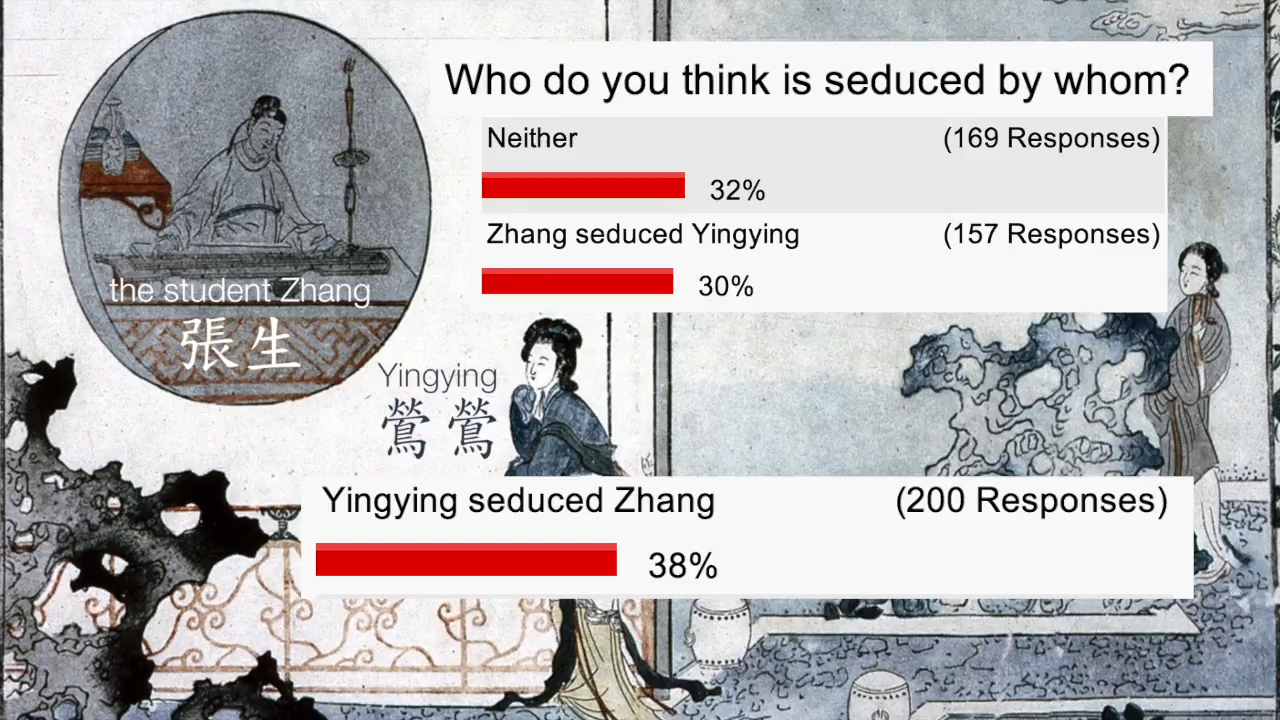 Who do you think is seduced by whom?
Neither (169 Responses)
32%
Zhang seduced Yingying (157 Responses)
30%
the student Zhang
張生
Yingying
鶯鶯
Yingying seduced Zhang (200 Responses)
38%